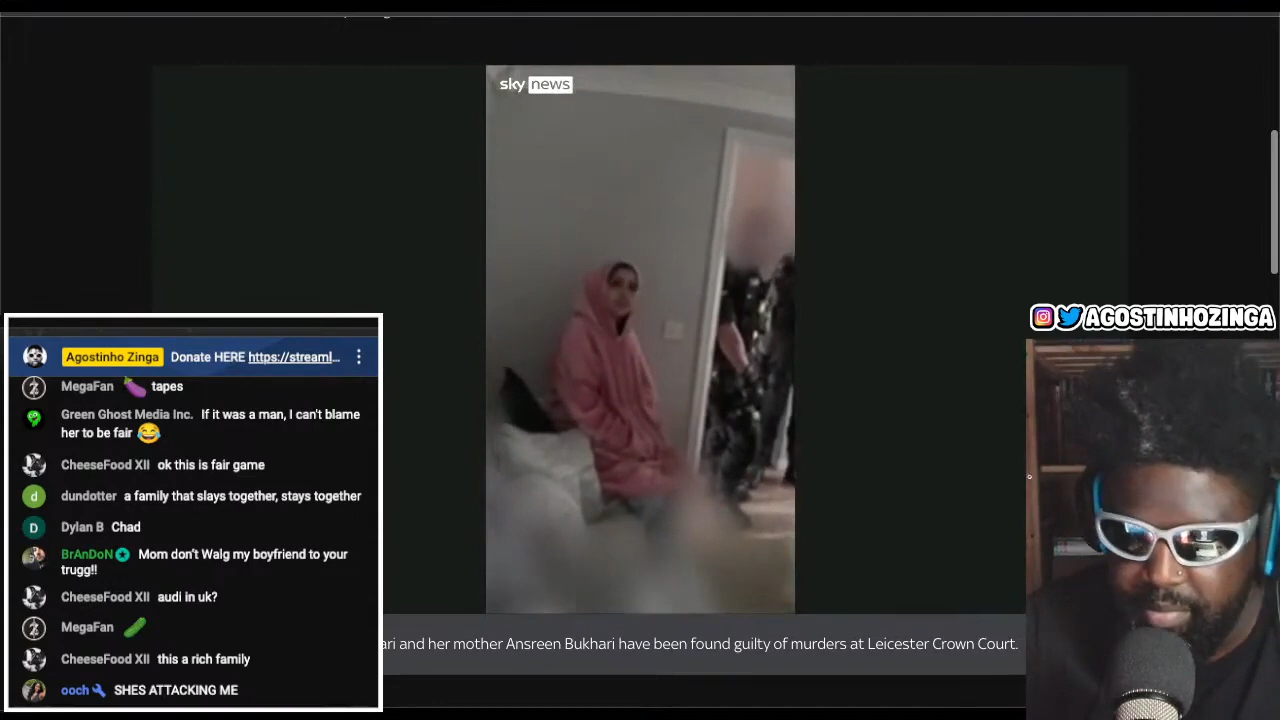 sky news
Agostinho Zinga Donate HERE https://streaml...
MegaFan 🍆 tapes
Green Ghost Media Inc. If it was a man, I can't blame
her to be fair 😂
CheeseFood XII ok this is fair game
dundotter a family that slays together, stays together
Dylan B Chad
BrAnDoN Mom don't Walg my boyfriend to your
trugg!!
CheeseFood XII audi in uk?
MegaFan 🥒
CheeseFood XII this a rich family
ooch SHES ATTACKING ME
AGOSTINHOZINGA
ari and her mother Ansreen Bukhari have been found guilty of murders at Leicester Crown Court.